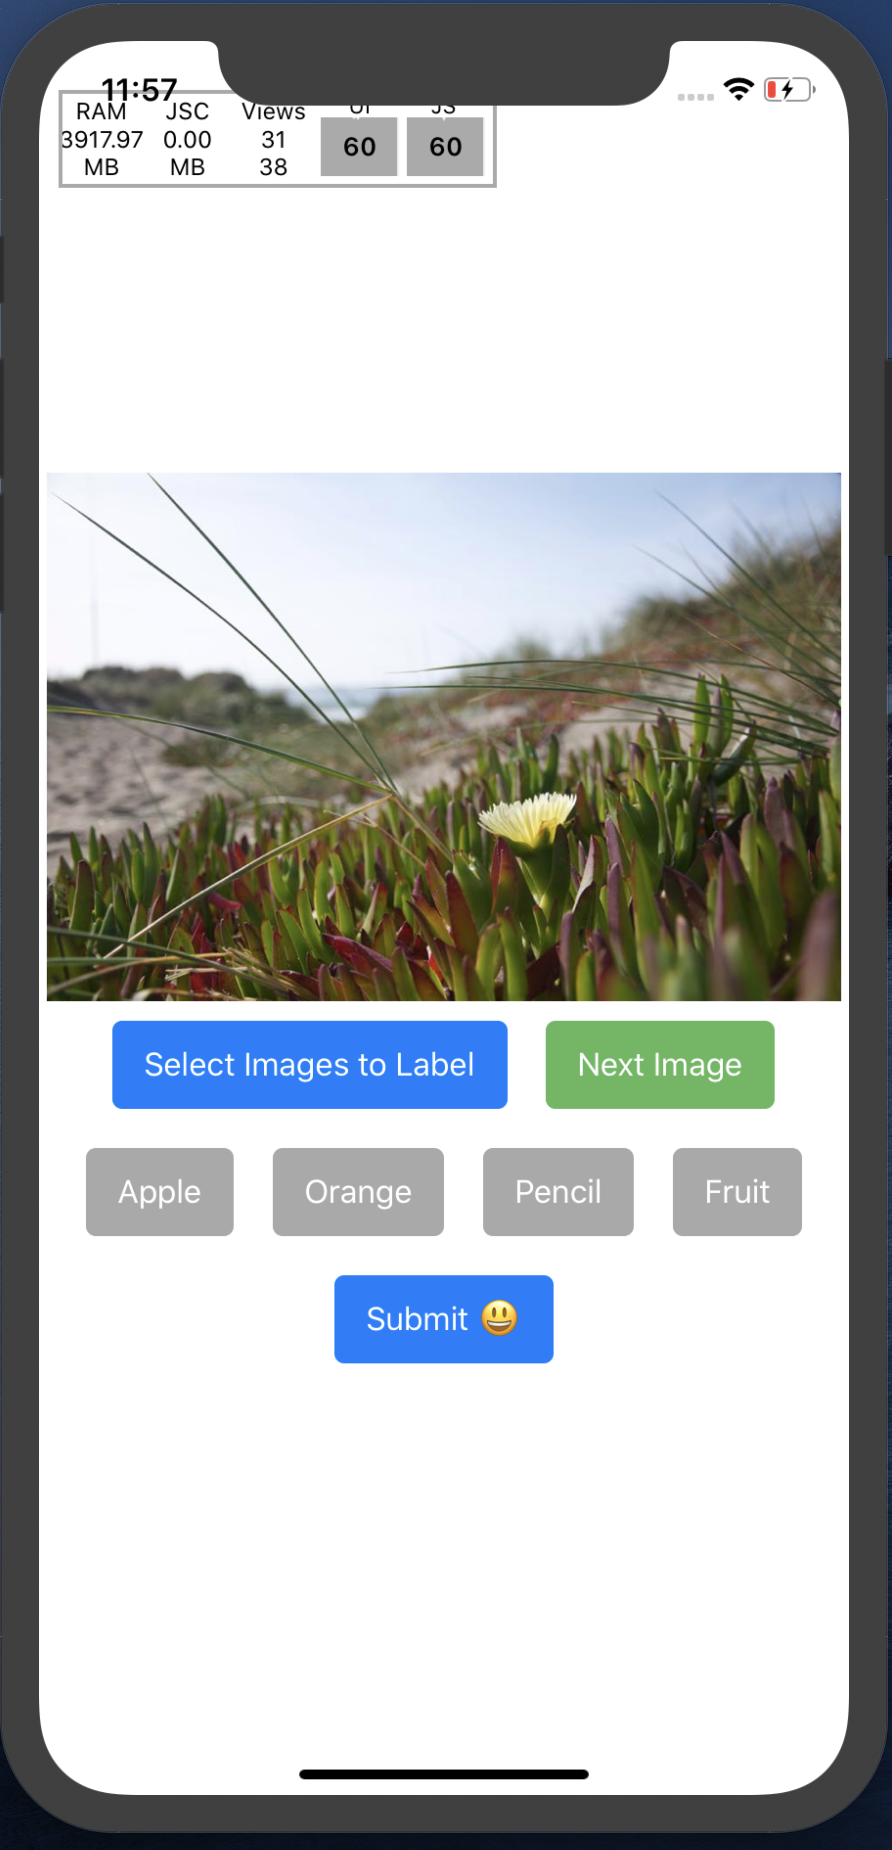 11:57
RAM JSC Views UI JS
3917.97 0.00 31 60 60
MB MB 38
Select Images to Label Next Image
Apple Orange Pencil Fruit
Submit 😃